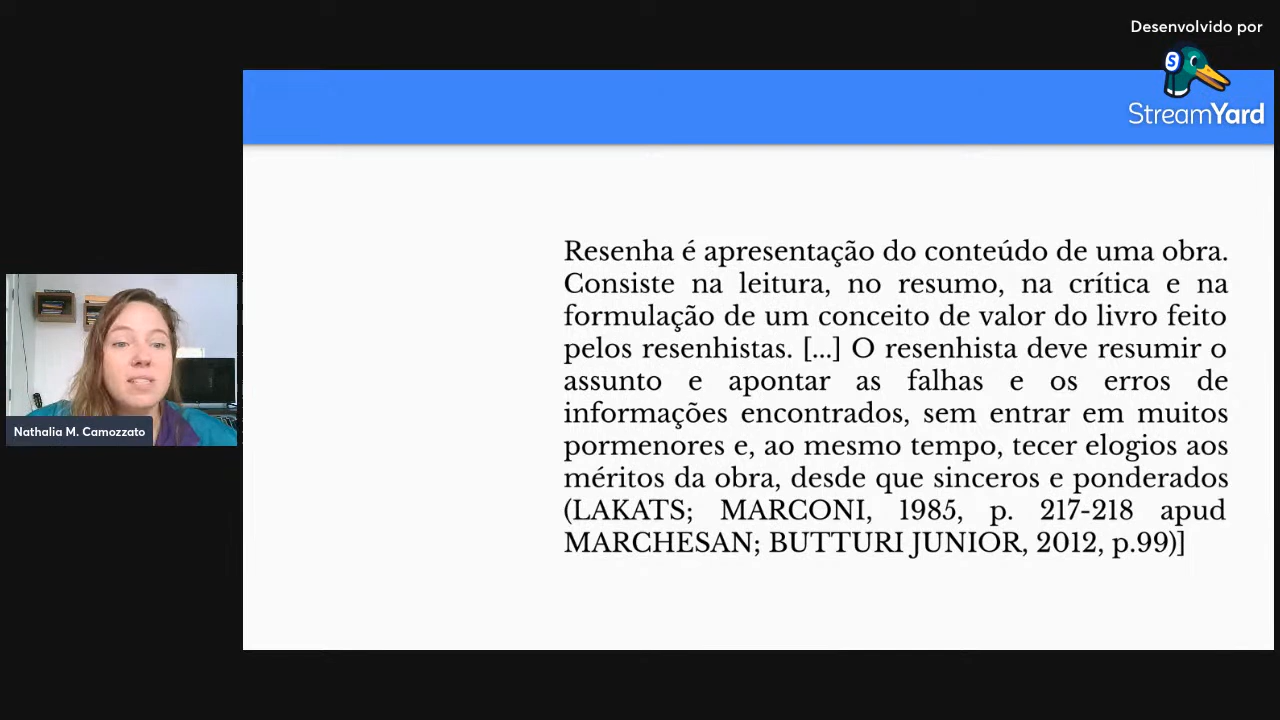 Desenvolvido por
StreamYard
Resenha é apresentação do conteúdo de uma obra.
Consiste na leitura, no resumo, na crítica e na
formulação de um conceito de valor do livro feito
pelos resenhistas. [...] O resenhista deve resumir o
assunto e apontar as falhas e os erros de
informações encontrados, sem entrar em muitos
pormenores e, ao mesmo tempo, tecer elogios aos
méritos da obra, desde que sinceros e ponderados
(LAKATS; MARCONI, 1985, p. 217-218 apud
MARCHESAN; BUTTURI JUNIOR, 2012, p.99)]
Nathalia M. Camozzato